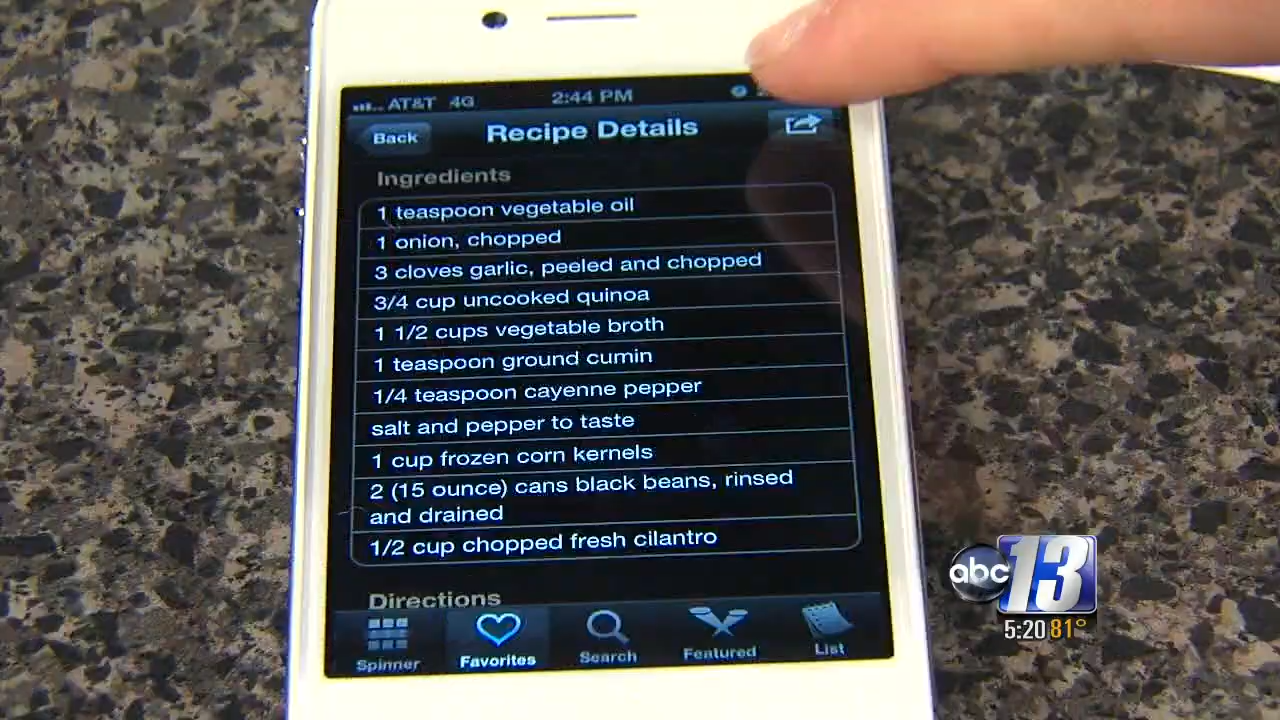 AT&T 4G 2:44 PM
Back Recipe Details
Ingredients
1 teaspoon vegetable oil
1 onion, chopped
3 cloves garlic, peeled and chopped
3/4 cup uncooked quinoa
1 1/2 cups vegetable broth
1 teaspoon ground cumin
1/4 teaspoon cayenne pepper
salt and pepper to taste
1 cup frozen corn kernels
2 (15 ounce) cans black beans, rinsed
and drained
1/2 cup chopped fresh cilantro
Directions
Spinner Favorites Search Featured List
abc 13
5:20 81°